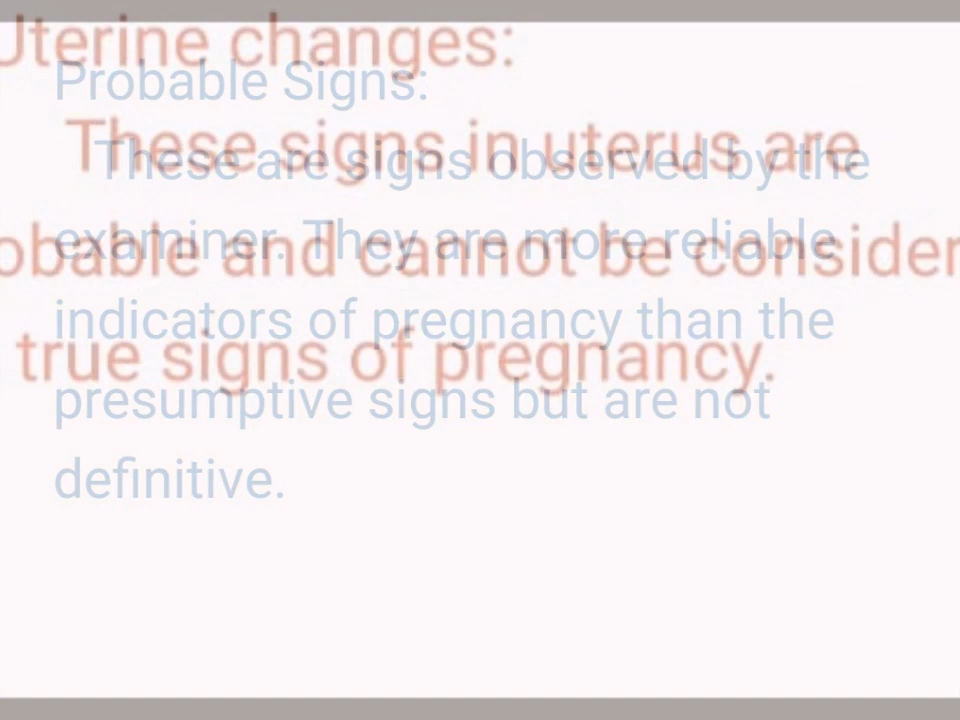 Uterine changes:
These signs in uterus are
obable and cannot be consider
true signs of pregnancy.
Probable Signs:
These are signs observed by the
examiner. They are more reliable
indicators of pregnancy than the
presumptive signs but are not
definitive.